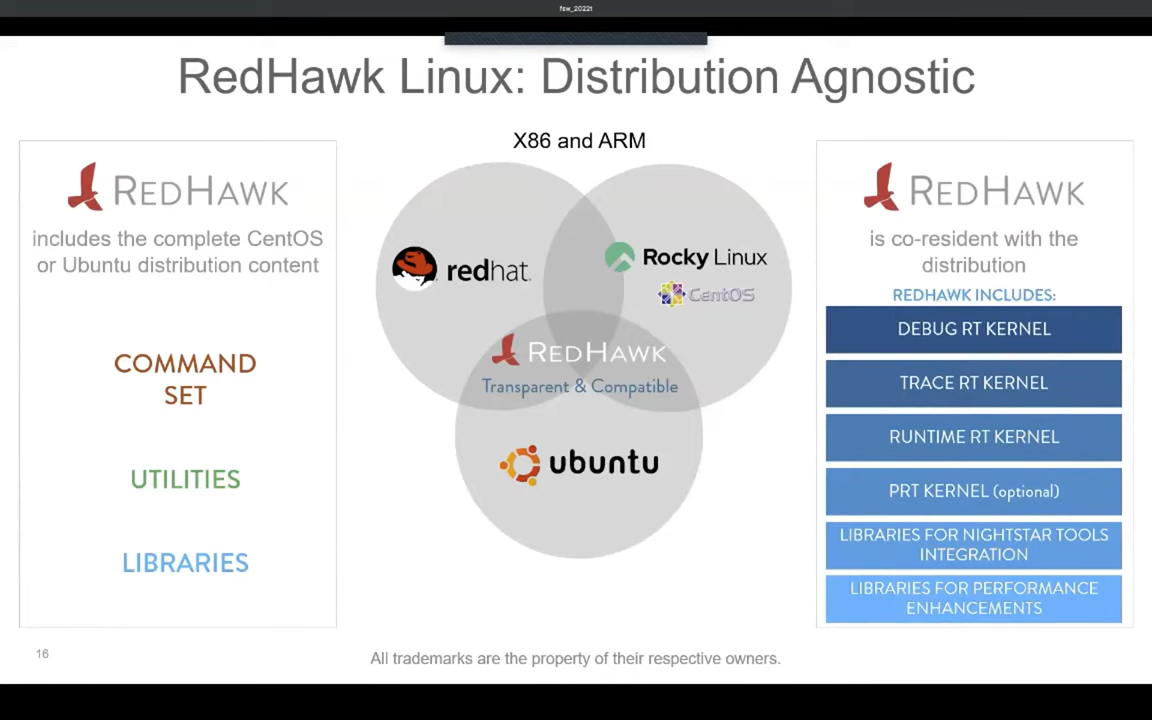 fsw_2022t
RedHawk Linux: Distribution Agnostic
REDHAWK
includes the complete CentOS
or Ubuntu distribution content
COMMAND
SET
UTILITIES
LIBRARIES
X86 and ARM
redhat.
Rocky Linux
CentOS
REDHAWK
Transparent & Compatible
ubuntu
REDHAWK
is co-resident with the
distribution
REDHAWK INCLUDES:
DEBUG RT KERNEL
TRACE RT KERNEL
RUNTIME RT KERNEL
PRT KERNEL (optional)
LIBRARIES FOR NIGHTSTAR TOOLS
INTEGRATION
LIBRARIES FOR PERFORMANCE
ENHANCEMENTS
16
All trademarks are the property of their respective owners.